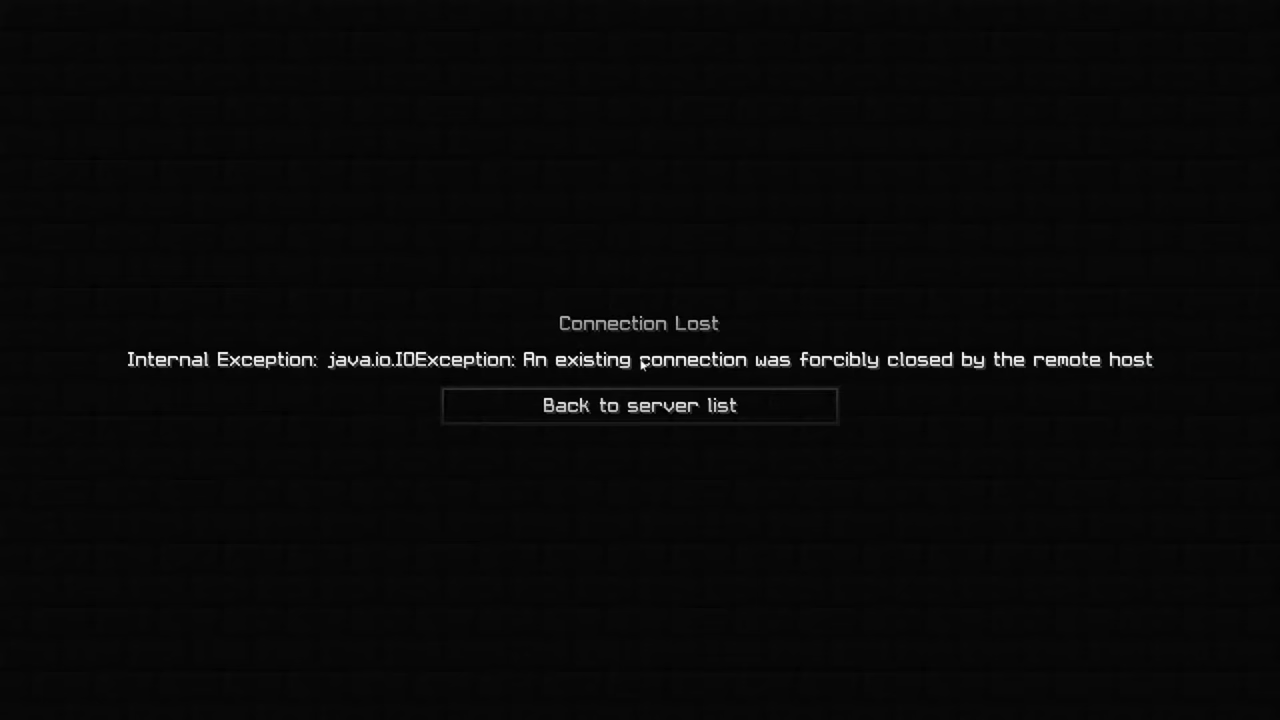 Connection Lost
Internal Exception: java.io.IOException: An existing connection was forcibly closed by the remote host
Back to server list